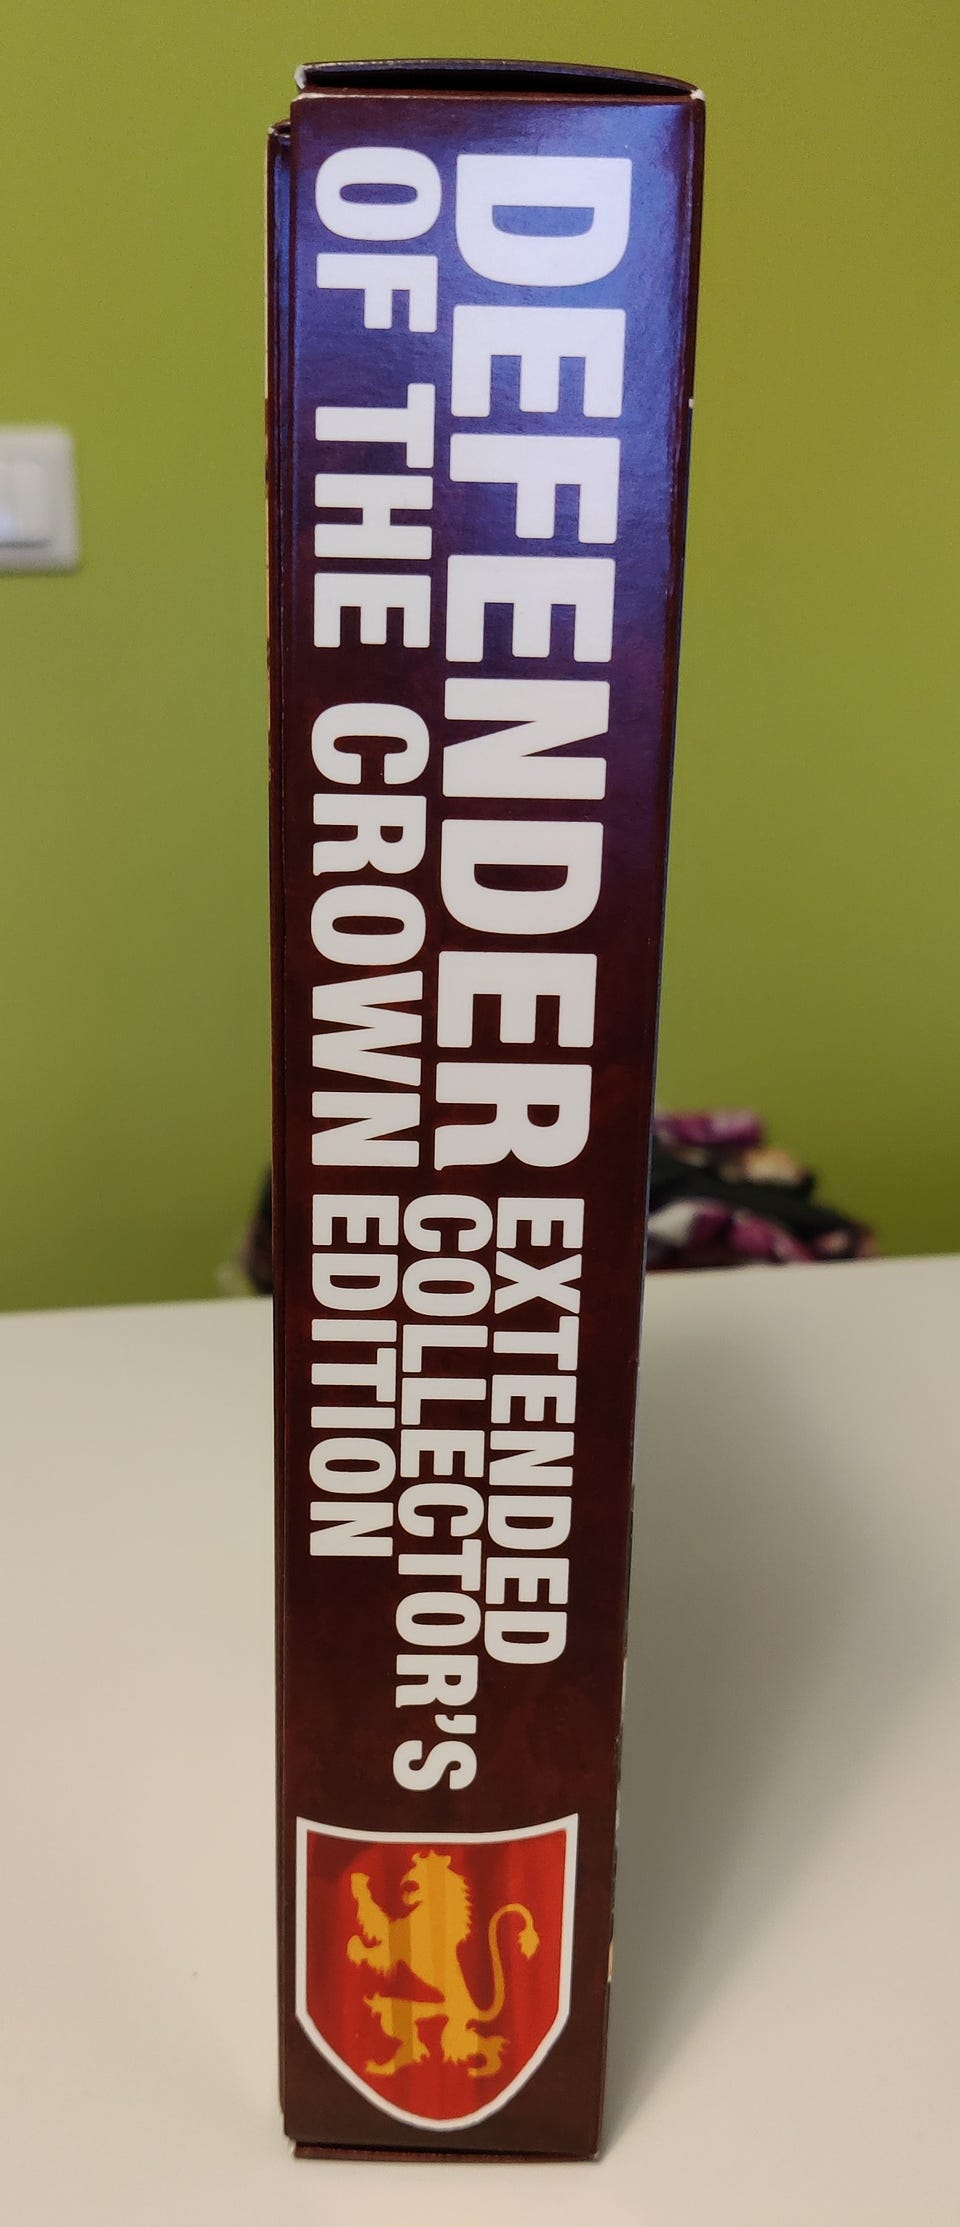 DEFENDER
OF THE CROWN
EXTENDED
COLLECTOR'S
EDITION